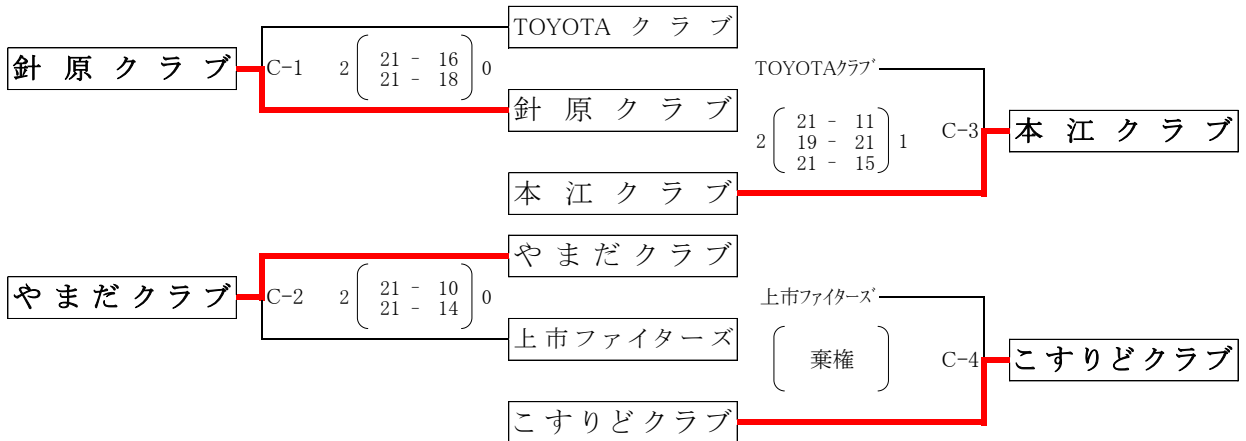 TOYOTA クラブ
針原クラブ
C-1
2
21 - 16
21 - 18
0
針原クラブ
TOYOTAクラブ
2
21 - 11
19 - 21
21 - 15
1
C-3
本江クラブ
本江クラブ
やまだクラブ
やまだクラブ
C-2
2
21 - 10
21 - 14
0
上市ファイターズ
上市ファイターズ
棄権
C-4
こすりどクラブ
こすりどクラブ